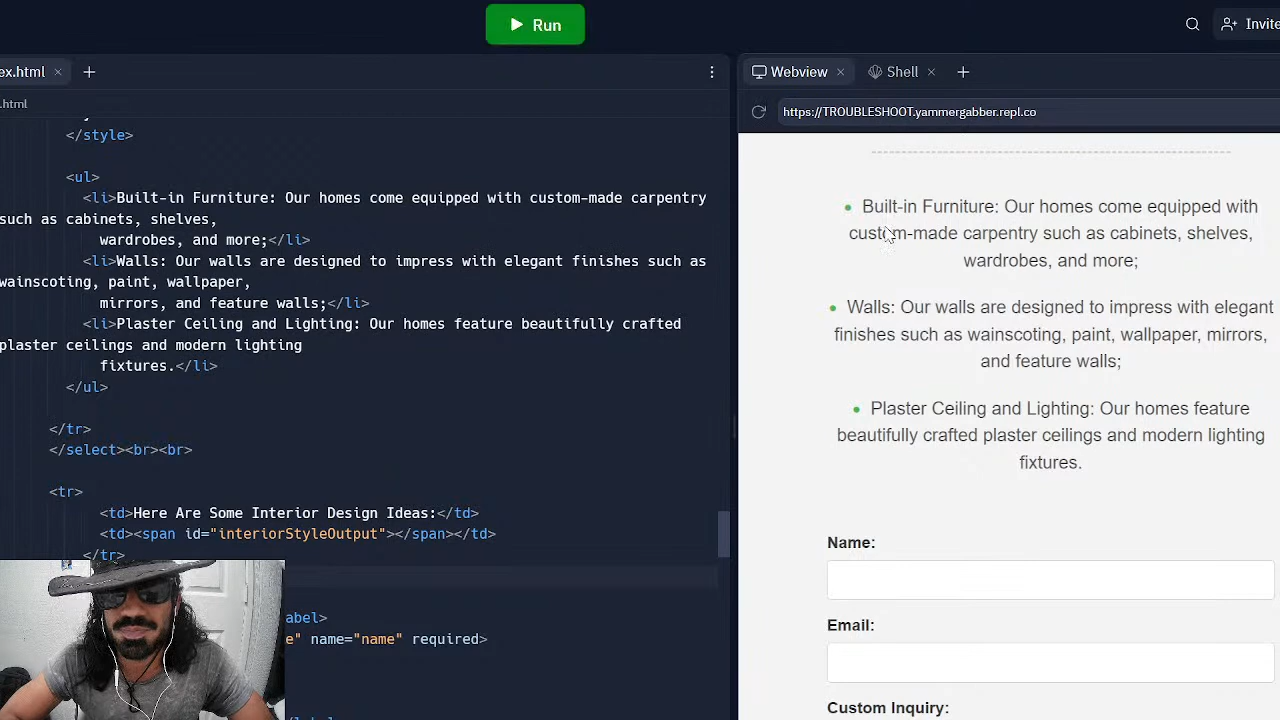 Run
Invite
ex.html
Webview
Shell
.html
https://TROUBLESHOOT.yammergabber.repl.co
</style>
<ul>
<li>Built-in Furniture: Our homes come equipped with custom-made carpentry
such as cabinets, shelves,
wardrobes, and more;</li>
<li>Walls: Our walls are designed to impress with elegant finishes such as
wainscoting, paint, wallpaper,
mirrors, and feature walls;</li>
<li>Plaster Ceiling and Lighting: Our homes feature beautifully crafted
plaster ceilings and modern lighting
fixtures.</li>
</ul>
</tr>
</select><br><br>
<tr>
<td>Here Are Some Interior Design Ideas:</td>
<td><span id="interiorStyleOutput"></span></td>
</tr>
abel>
e" name="name" required>
/label>
• Built-in Furniture: Our homes come equipped with
custom-made carpentry such as cabinets, shelves,
wardrobes, and more;
• Walls: Our walls are designed to impress with elegant
finishes such as wainscoting, paint, wallpaper, mirrors,
and feature walls;
• Plaster Ceiling and Lighting: Our homes feature
beautifully crafted plaster ceilings and modern lighting
fixtures.
Name:
Email:
Custom Inquiry: